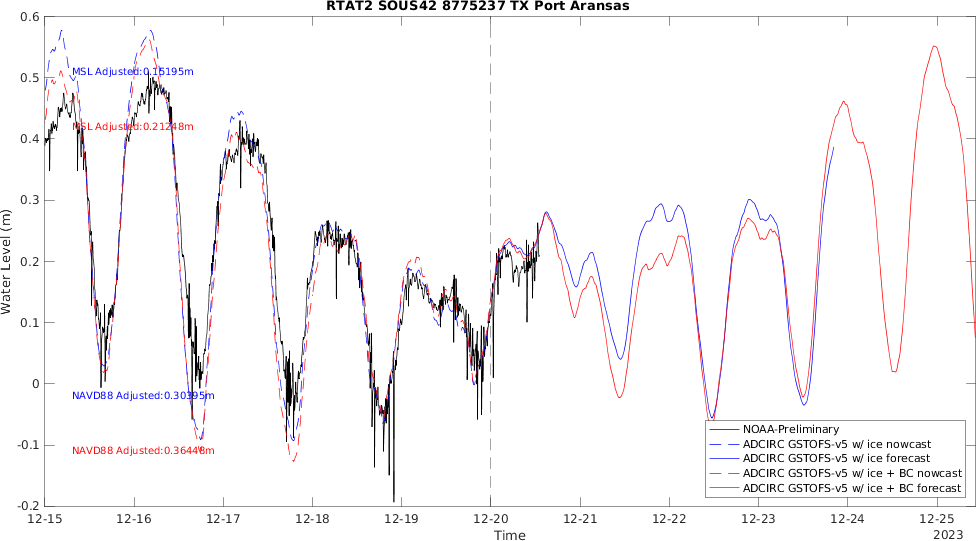 RTAT2 SOUS42 8775237 TX Port Aransas
0.6
0.5
0.4
0.3
0.2
0.1
0
-0.1
-0.2
Water Level (m)
MSL Adjusted:0.15195m
MSL Adjusted:0.21248m
NAVD88 Adjusted:0.30395m
NAVD88 Adjusted:0.36448m
NOAA-Preliminary
ADCIRC GSTOFS-v5 w/ ice nowcast
ADCIRC GSTOFS-v5 w/ ice forecast
ADCIRC GSTOFS-v5 w/ ice + BC nowcast
ADCIRC GSTOFS-v5 w/ ice + BC forecast
12-15 12-16 12-17 12-18 12-19 12-20 12-21 12-22 12-23 12-24 12-25
Time
2023